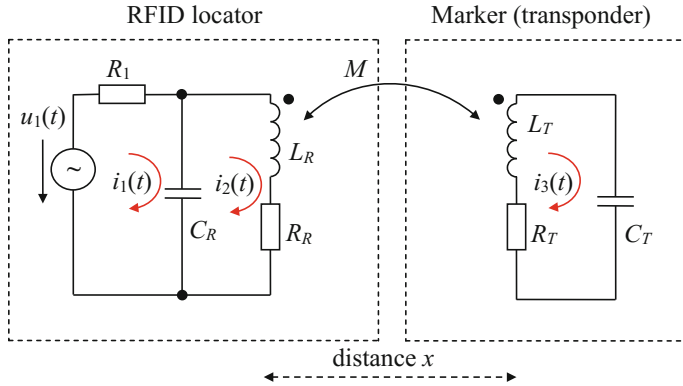 RFID locator
Marker (transponder)
R1
M
u1(t)
~
LR
LT
i1(t)
i2(t)
i3(t)
CR
RR
RT
CT
distance x